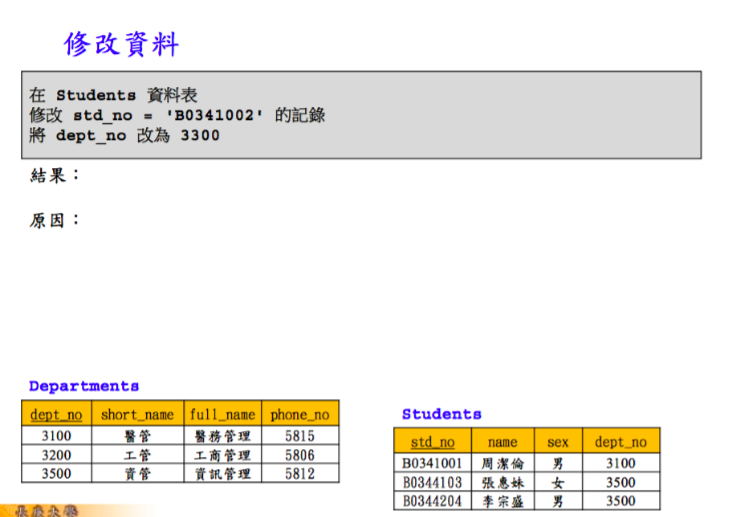 修改資料
在 Students 資料表
修改 std_no = 'B0341002' 的記錄
將 dept_no 改為 3300
結果：
原因：
Departments
dept_no short_name full_name phone_no
3100 醫管 醫務管理 5815
3200 工管 工商管理 5806
3500 資管 資訊管理 5812
Students
std_no name sex dept_no
B0341001 周潔倫 男 3100
B0344103 張惠妹 女 3500
B0344204 李宗盛 男 3500
長庚大學